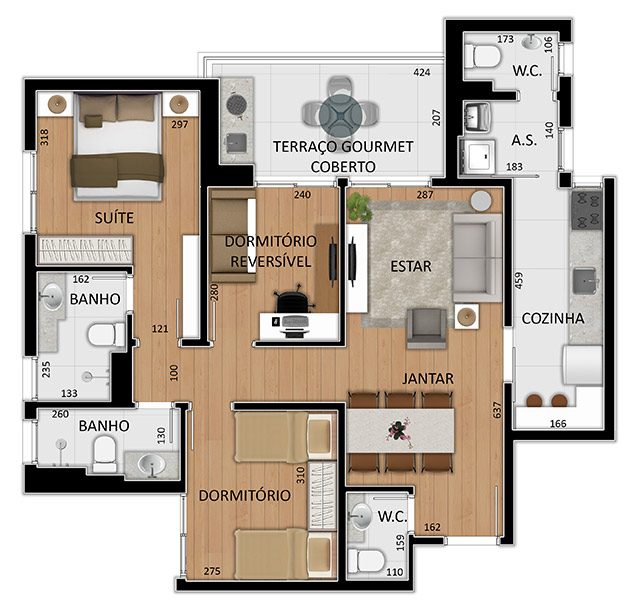 173
106
W.C.
424
207
TERRAÇO GOURMET
COBERTO
A.S.
140
183
318
297
SUÍTE
240
DORMITÓRIO
REVERSÍVEL
280
287
ESTAR
459
COZINHA
162
BANHO
121
235
133
100
JANTAR
637
166
260
BANHO
130
310
DORMITÓRIO
275
W.C.
159
110
162